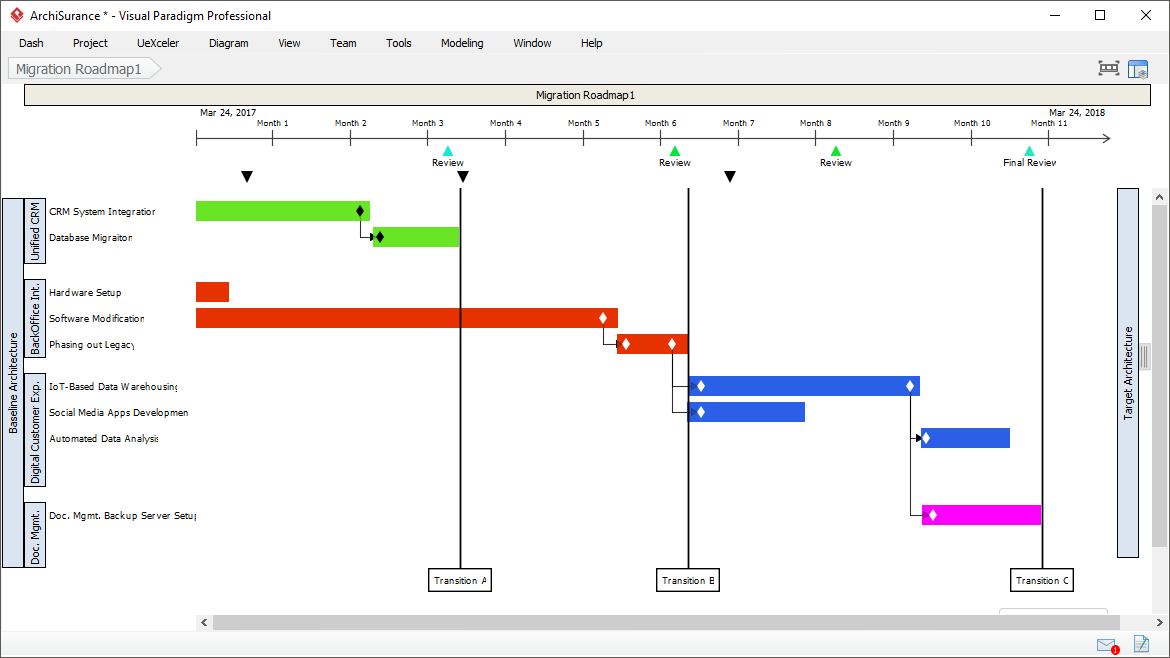 ArchiSurance * - Visual Paradigm Professional
Dash Project UeXceler Diagram View Team Tools Modeling Window Help
Migration Roadmap1
Migration Roadmap1
Mar 24, 2017 Mar 24, 2018
Month 1 Month 2 Month 3 Month 4 Month 5 Month 6 Month 7 Month 8 Month 9 Month 10 Month 11
Review Review Review Final Review
Baseline Architecture
Unified CRM
CRM System Integration
Database Migraiton
BackOffice Int.
Hardware Setup
Software Modification
Phasing out Legacy
Digital Customer Exp.
IoT-Based Data Warehousing
Social Media Apps Developmen
Automated Data Analysis
Doc. Mgmt.
Doc. Mgmt. Backup Server Setup
Target Architecture
Transition A Transition B Transition C
1